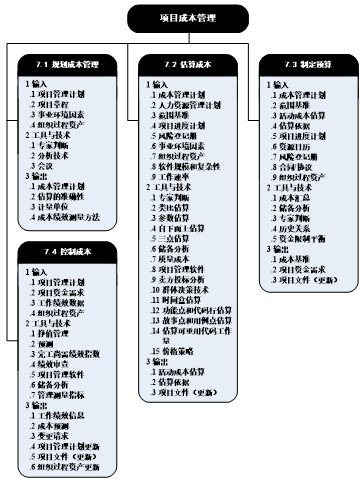 项目成本管理
7.1 规划成本管理
1 输入
.1 项目管理计划
.2 项目章程
.3 事业环境因素
.4 组织过程资产
2 工具与技术
.1 专家判断
.2 分析技术
.3 会议
3 输出
.1 成本管理计划
.2 估算的准确性
.3 计量单位
.4 成本绩效测量方法
7.2 估算成本
1 输入
.1 成本管理计划
.2 人力资源管理计划
.3 范围基准
.4 项目进度计划
.5 风险登记册
.6 事业环境因素
.7 组织过程资产
.8 软件规模和复杂性
.9 工作速率
2 工具与技术
.1 专家判断
.2 类比估算
.3 参数估算
.4 自下而上估算
.5 三点估算
.6 储备分析
.7 质量成本
.8 项目管理软件
.9 卖方投标分析
.10 群体决策技术
.11 时间盒估算
.12 功能点和代码行估算
.13 故事点和用例点估算
.14 估算可重用代码工作
量
.15 价格策略
3 输出
.1 活动成本估算
.2 估算依据
.3 项目文件（更新）
7.3 制定预算
1 输入
.1 成本管理计划
.2 范围基准
.3 活动成本估算
.4 估算依据
.5 项目进度计划
.6 资源日历
.7 风险登记册
.8 合同/协议
.9 组织过程资产
2 工具与技术
.1 成本汇总
.2 储备分析
.3 专家判断
.4 历史关系
.5 资金限制平衡
3 输出
.1 成本基准
.2 项目资金需求
.3 项目文件（更新）
7.4 控制成本
1 输入
.1 项目管理计划
.2 项目资金需求
.3 工作绩效数据
.4 组织过程资产
2 工具与技术
.1 挣值管理
.2 预测
.3 完工尚需绩效指数
.4 绩效审查
.5 项目管理软件
.6 储备分析
.7 管理测量指标
3 输出
.1 工作绩效信息
.2 成本预测
.3 变更请求
.4 项目管理计划更新
.5 项目文件（更新）
.6 组织过程资产更新